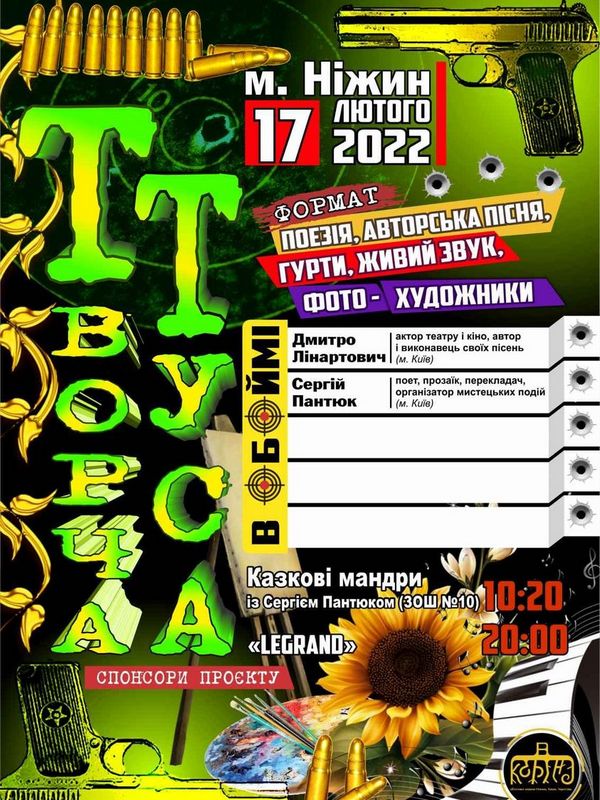 м. Ніжин
17
ЛЮТОГО
2022
ТВОРЧА
ТУСА
10
ФОРМАТ
ПОЕЗІЯ, АВТОРСЬКА ПІСНЯ,
ГУРТИ, ЖИВИЙ ЗВУК,
ФОТО - ХУДОЖНИКИ
В ОБОЙМІ
Дмитро
Лінартович
актор театру і кіно, автор
і виконавець своїх пісень
(м. Київ)
Сергій
Пантюк
поет, прозаїк, перекладач,
організатор мистецьких подій
(м. Київ)
Казкові мандри
із Сергієм Пантюком (ЗОШ №10)
10:20
«LEGRAND»
20:00
СПОНСОРИ ПРОЄКТУ